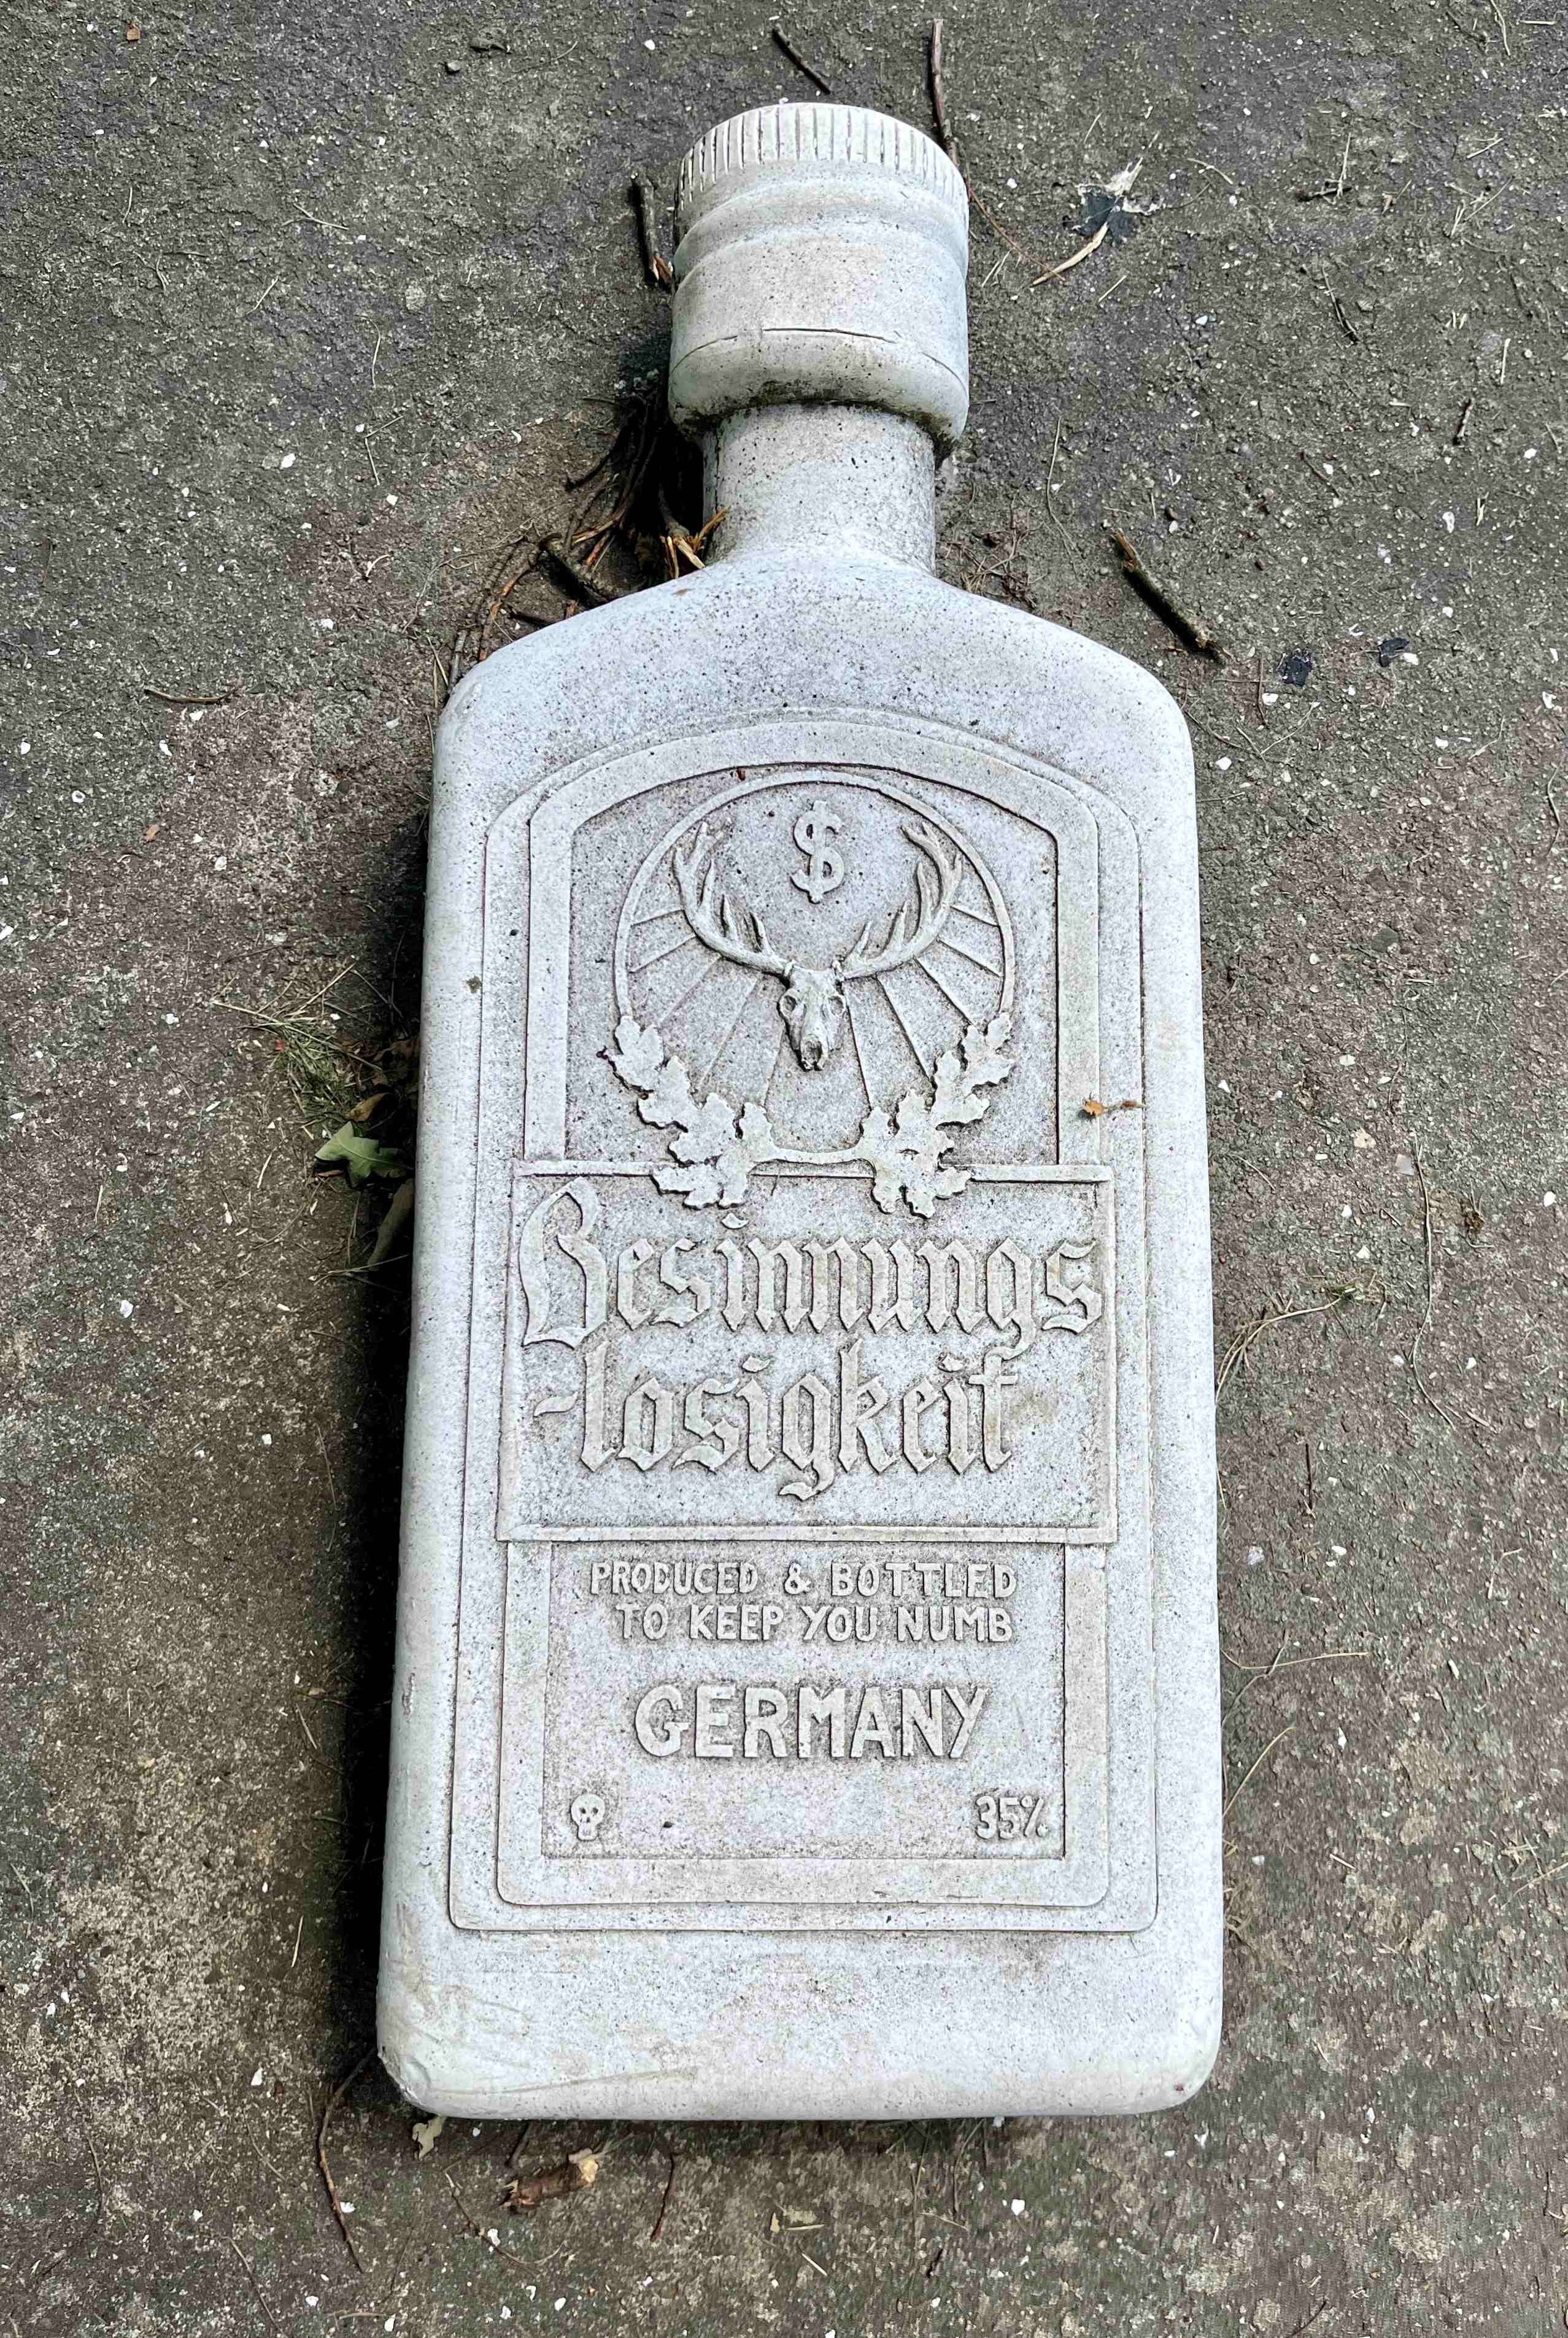 $
Besinnungs
-losigkeit
PRODUCED & BOTTLED
TO KEEP YOU NUMB
GERMANY
35%